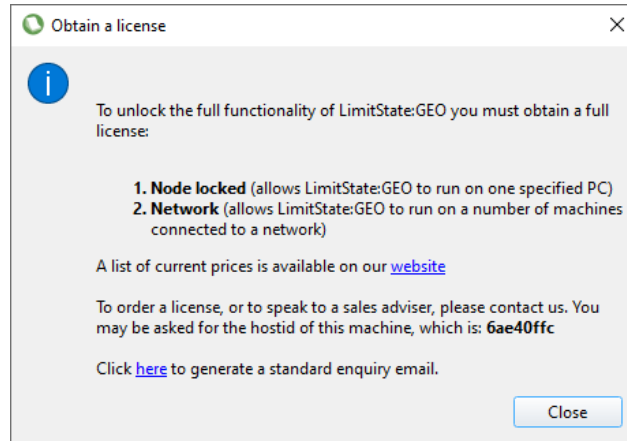 Obtain a license
To unlock the full functionality of LimitState:GEO you must obtain a full
license:
1. Node locked (allows LimitState:GEO to run on one specified PC)
2. Network (allows LimitState:GEO to run on a number of machines
connected to a network)
A list of current prices is available on our website
To order a license, or to speak to a sales adviser, please contact us. You
may be asked for the hostid of this machine, which is: 6ae40ffc
Click here to generate a standard enquiry email.
Close